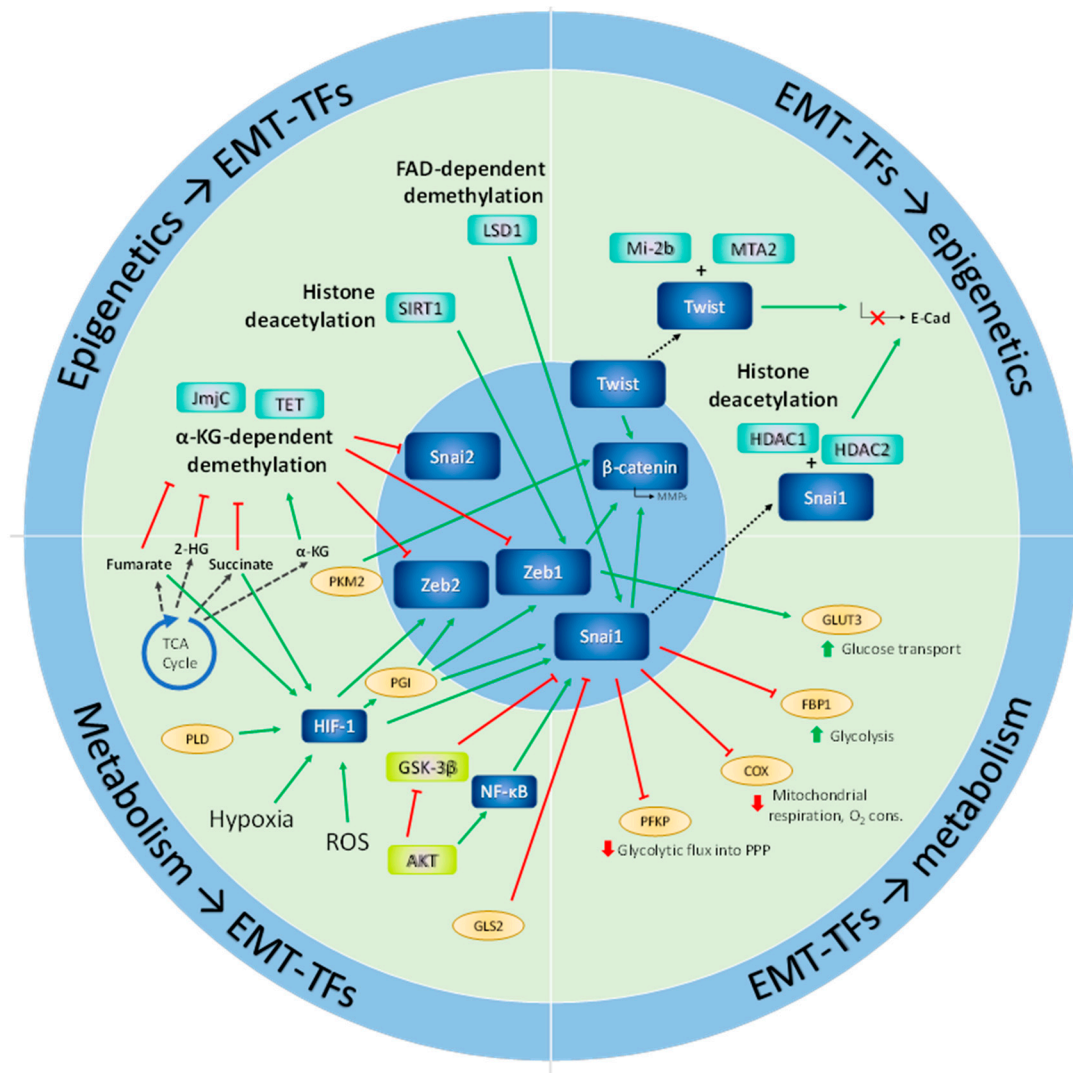 Epigenetics → EMT-TFs
EMT-TFs → epigenetics
FAD-dependent
demethylation
LSD1
Mi-2b
MTA2
+
Twist
E-Cad
Histone
deacetylation
SIRT1
Twist
Histone
deacetylation
HDAC1
HDAC2
+
Snai1
JmjC
TET
α-KG-dependent
demethylation
Snai2
β-catenin
MMPs
Fumarate
2-HG
Succinate
α-KG
PKM2
Zeb2
Zeb1
Snai1
TCA
Cycle
PGI
PLD
HIF-1
Hypoxia
ROS
GSK-3β
NF-κB
AKT
GLS2
GLUT3
Glucose transport
FBP1
Glycolysis
COX
Mitochondrial
respiration, O₂ cons.
PFKP
Glycolytic flux into PPP
Metabolism → EMT-TFs
EMT-TFs → metabolism